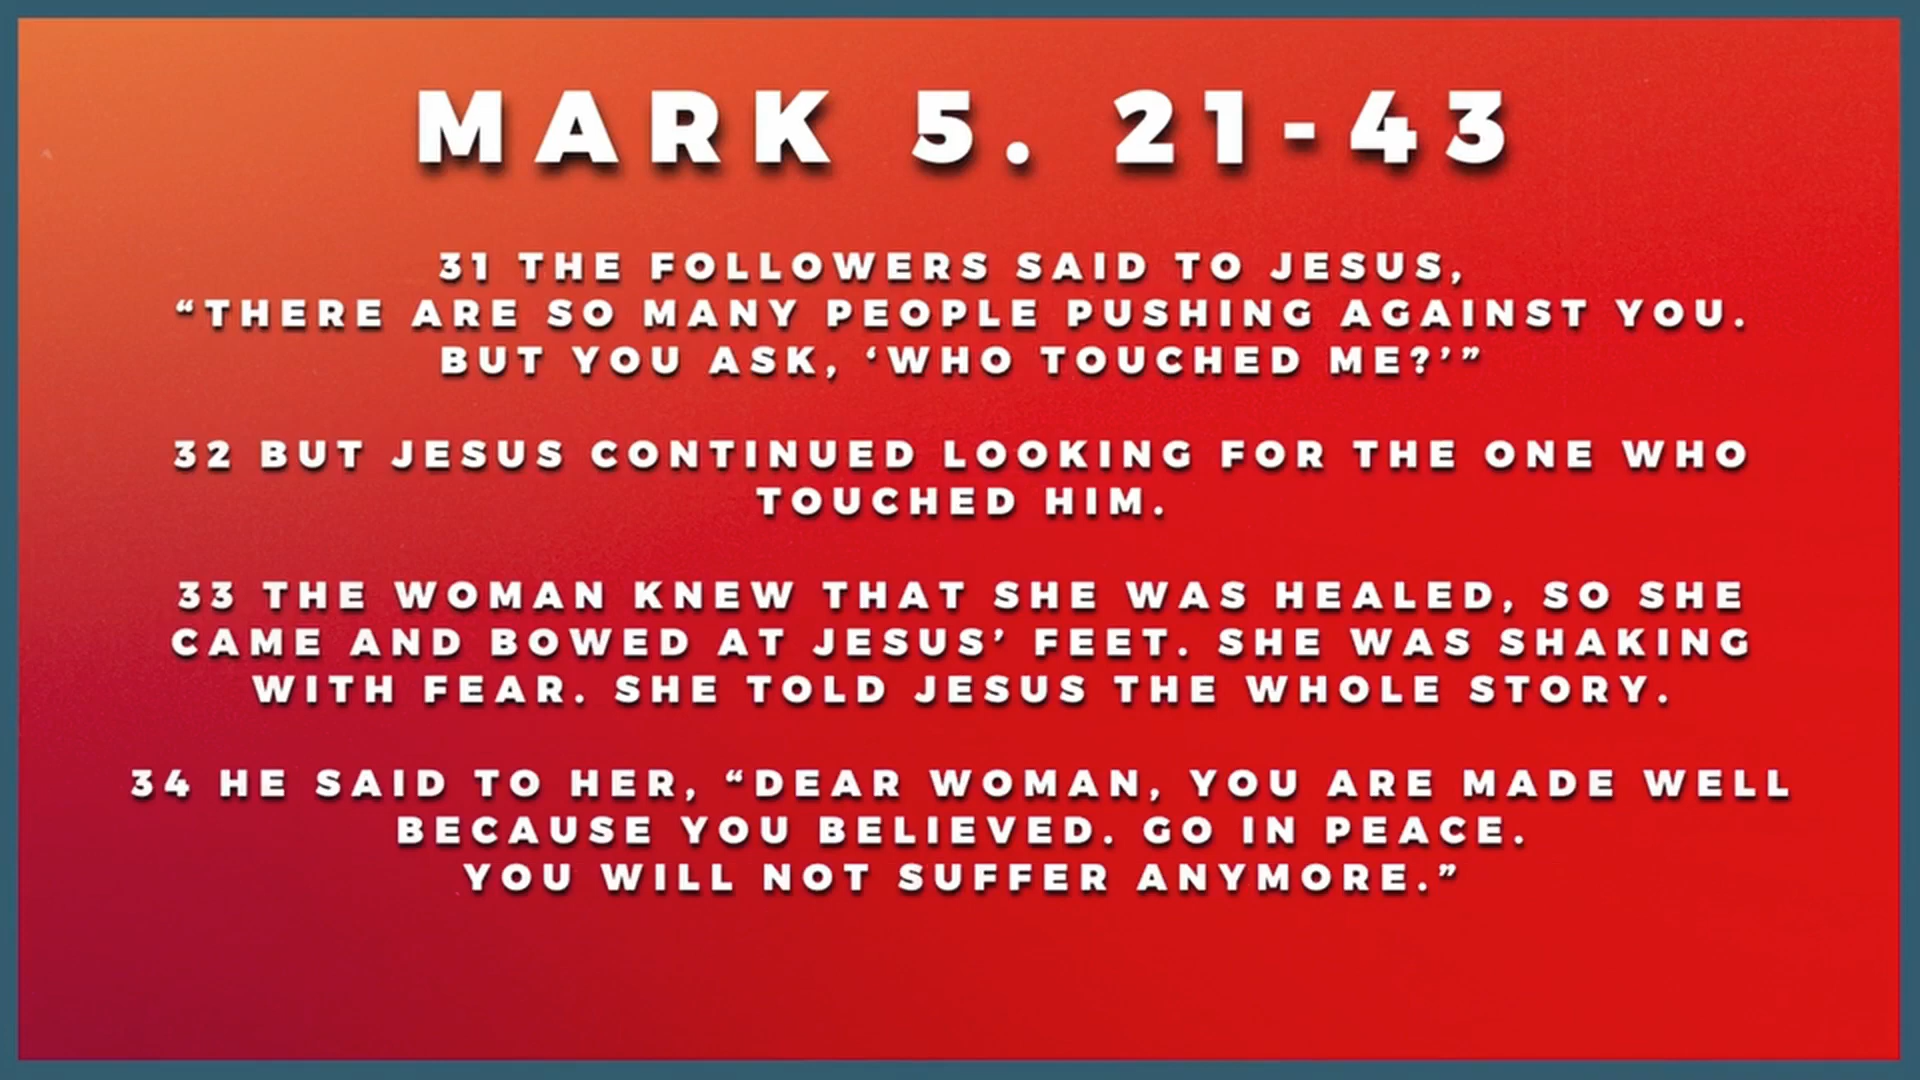 MARK 5. 21-43
31 THE FOLLOWERS SAID TO JESUS,
“THERE ARE SO MANY PEOPLE PUSHING AGAINST YOU.
BUT YOU ASK, ‘WHO TOUCHED ME?’”
32 BUT JESUS CONTINUED LOOKING FOR THE ONE WHO
TOUCHED HIM.
33 THE WOMAN KNEW THAT SHE WAS HEALED, SO SHE
CAME AND BOWED AT JESUS’ FEET. SHE WAS SHAKING
WITH FEAR. SHE TOLD JESUS THE WHOLE STORY.
34 HE SAID TO HER, “DEAR WOMAN, YOU ARE MADE WELL
BECAUSE YOU BELIEVED. GO IN PEACE.
YOU WILL NOT SUFFER ANYMORE.”